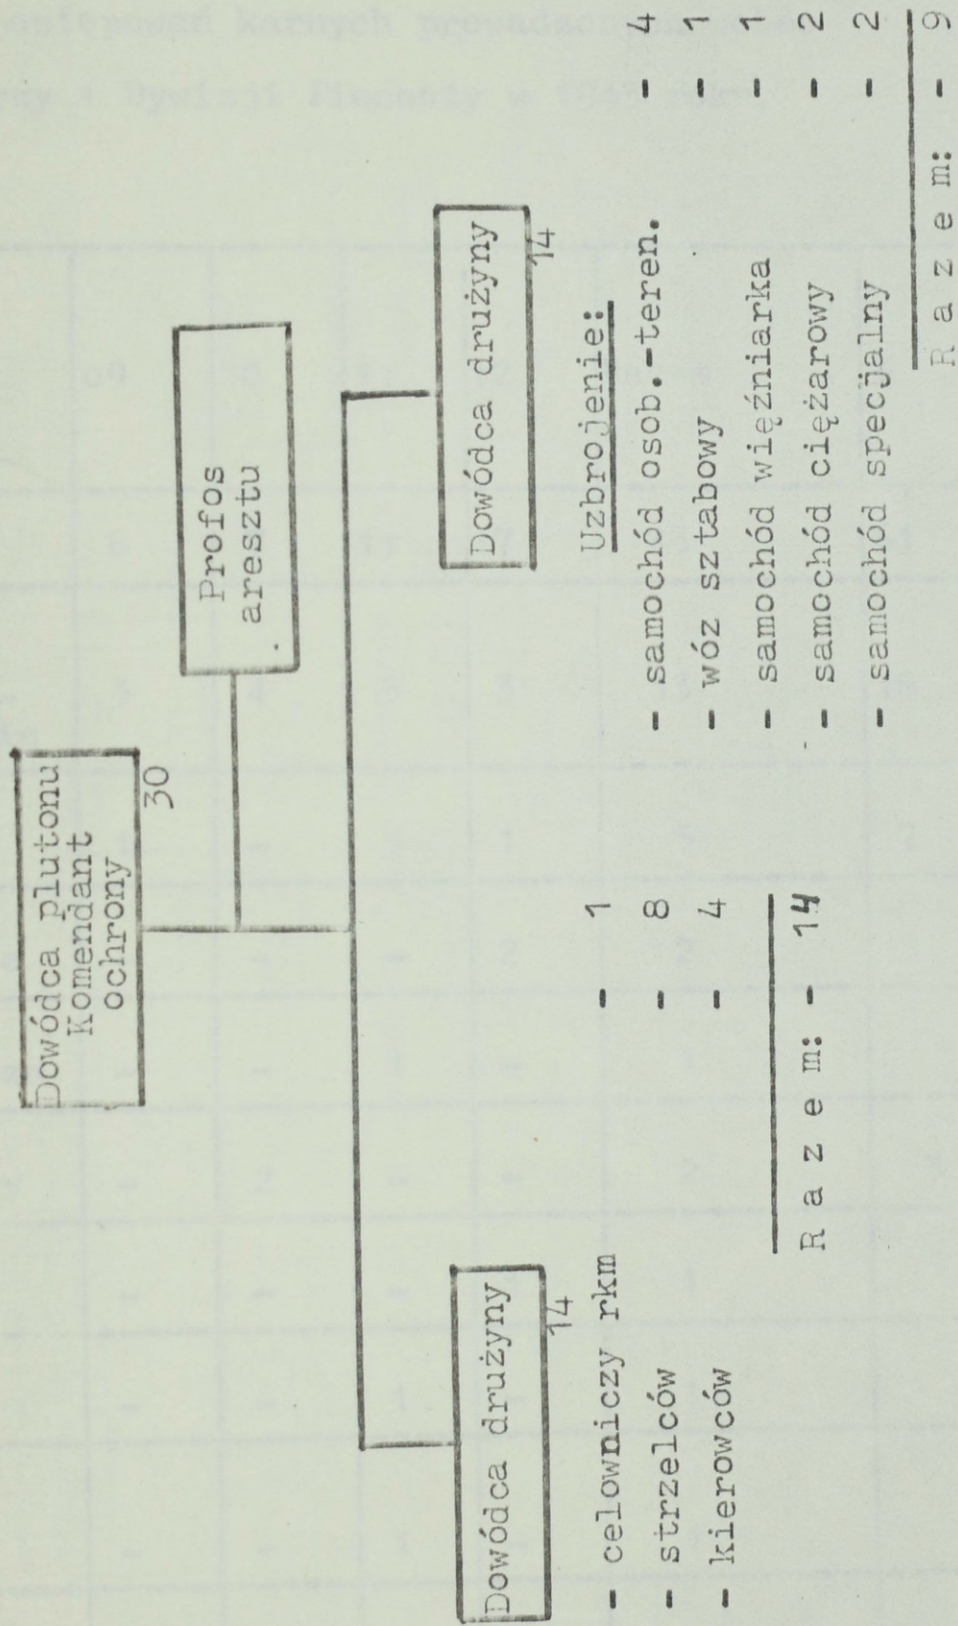 Dowódca plutonu
Komendant
ochrony
30
Profos
aresztu
Dowódca drużyny
14
- celowniczy rkm - 1
- strzelców - 8
- kierowców - 4
R a z e m: - 14
Dowódca drużyny
14
Uzbrojenie:
- samochód osob.-teren. - 4
- wóz sztabowy - 1
- samochód więźniarka - 1
- samochód ciężarowy - 2
- samochód specjalny - 2
R a z e m: - 9